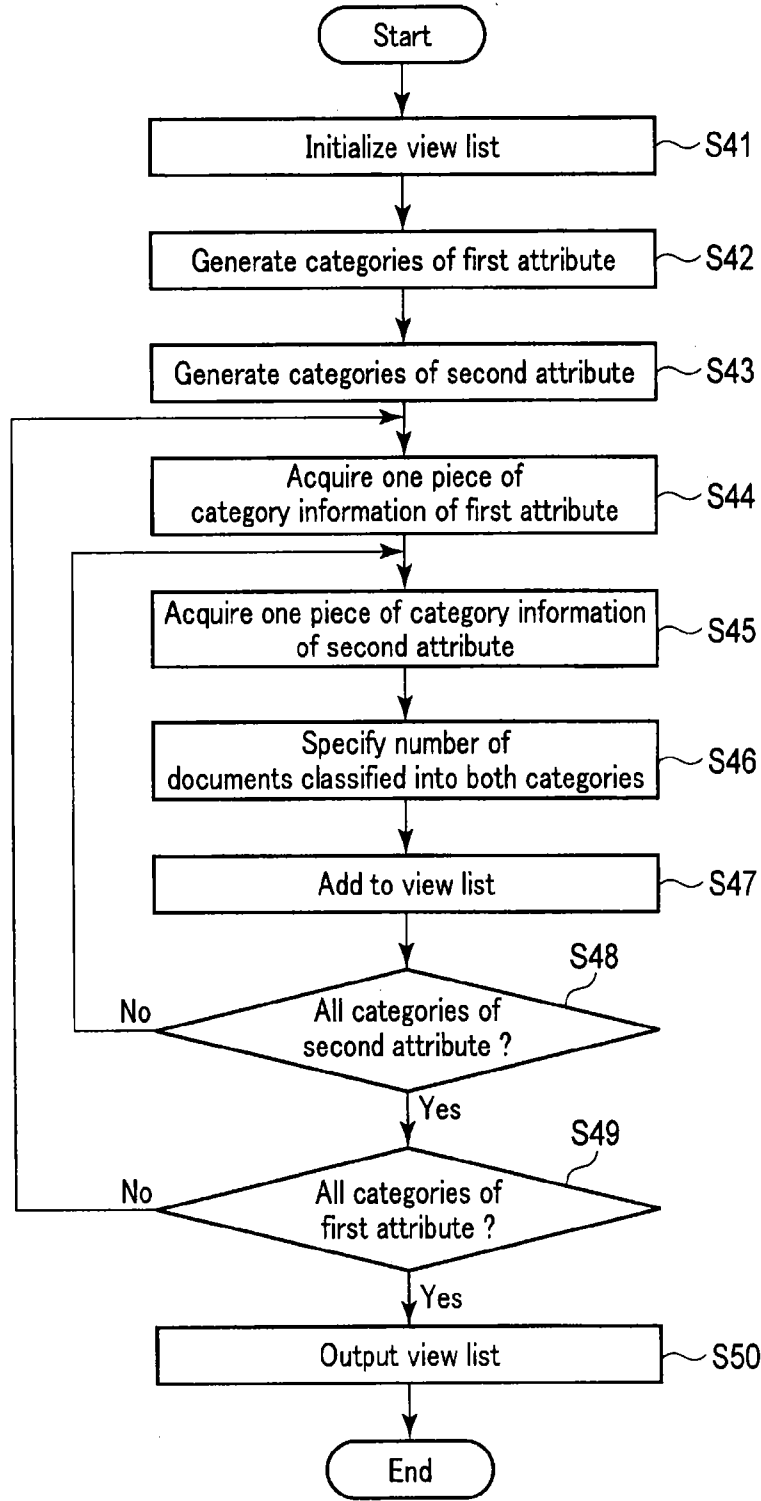 Start
Initialize view list
S41
Generate categories of first attribute
S42
Generate categories of second attribute
S43
Acquire one piece of
category information of first attribute
S44
Acquire one piece of category information
of second attribute
S45
Specify number of
documents classified into both categories
S46
Add to view list
S47
S48
All categories of
second attribute ?
No
Yes
S49
All categories of
first attribute ?
No
Yes
Output view list
S50
End